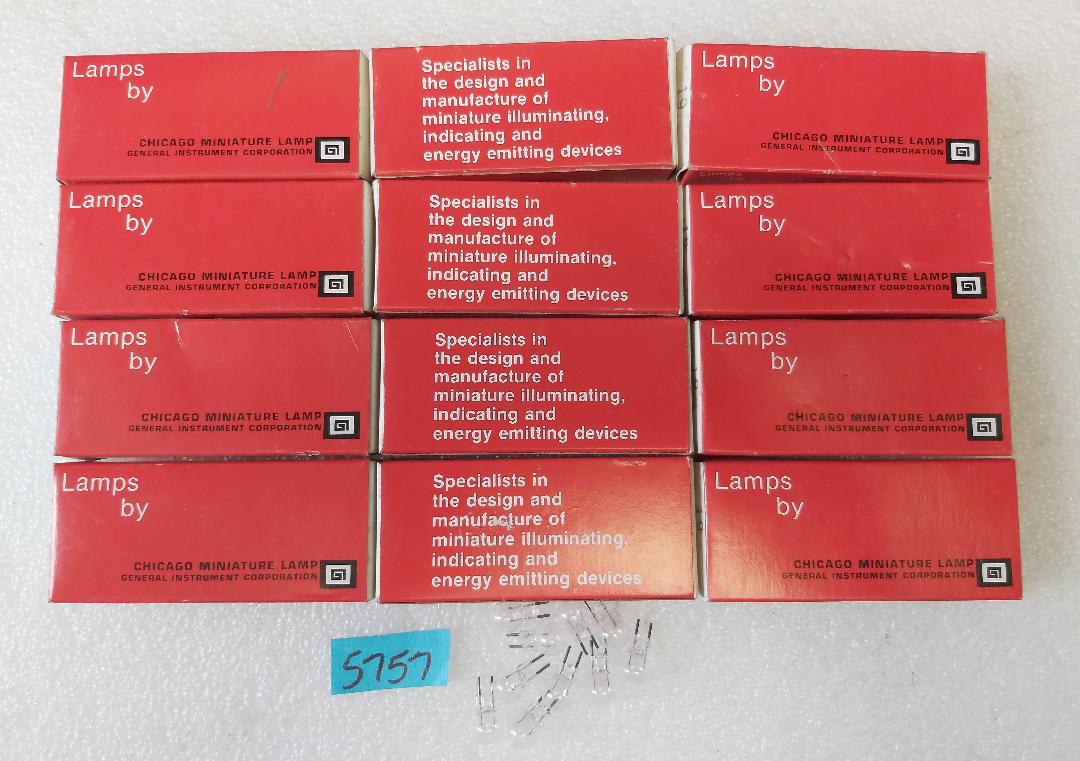 Lamps
by
CHICAGO MINIATURE LAMP
GENERAL INSTRUMENT CORPORATION
Specialists in
the design and
manufacture of
miniature illuminating,
indicating and
energy emitting devices
Lamps
by
CHICAGO MINIATURE LAMP
GENERAL INSTRUMENT CORPORATION
Lamps
by
CHICAGO MINIATURE LAMP
GENERAL INSTRUMENT CORPORATION
Specialists in
the design and
manufacture of
miniature illuminating,
indicating and
energy emitting devices
Lamps
by
CHICAGO MINIATURE LAMP
GENERAL INSTRUMENT CORPORATION
Lamps
by
CHICAGO MINIATURE LAMP
GENERAL INSTRUMENT CORPORATION
Specialists in
the design and
manufacture of
miniature illuminating,
indicating and
energy emitting devices
Lamps
by
CHICAGO MINIATURE LAMP
GENERAL INSTRUMENT CORPORATION
Lamps
by
CHICAGO MINIATURE LAMP
GENERAL INSTRUMENT CORPORATION
Specialists in
the design and
manufacture of
miniature illuminating,
indicating and
energy emitting devices
Lamps
by
CHICAGO MINIATURE LAMP
GENERAL INSTRUMENT CORPORATION
5757